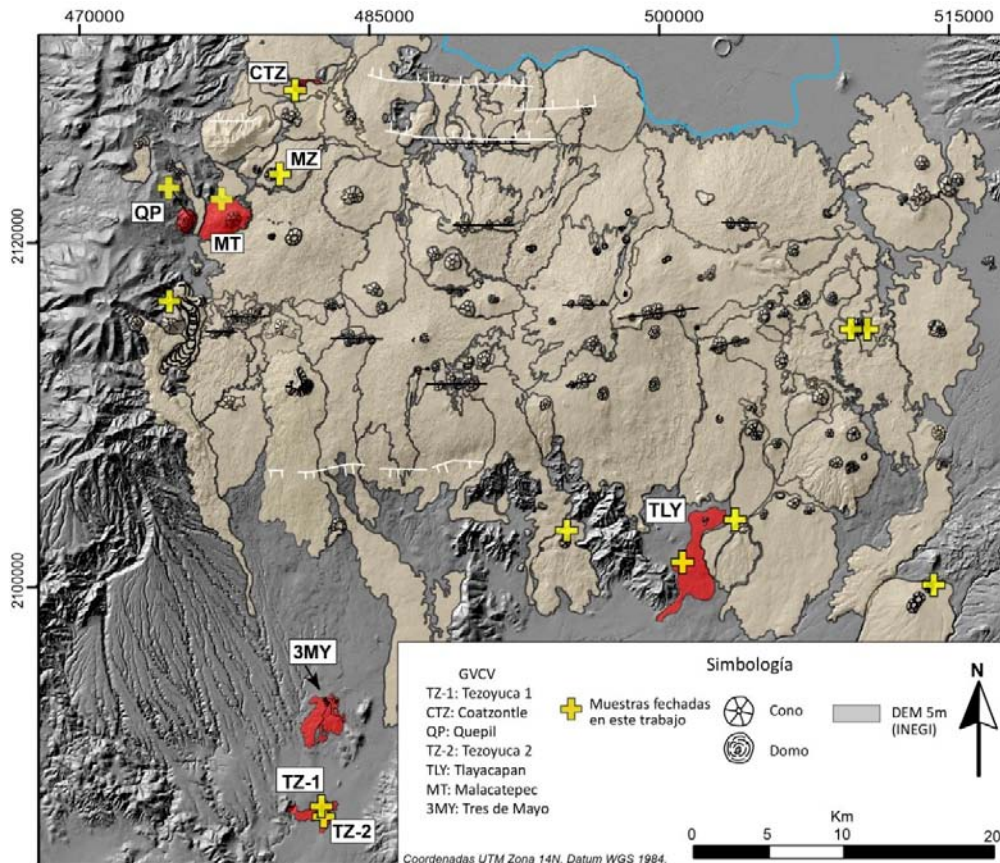 470000 485000 500000 515000
CTZ
MZ
QP
MT
2120000
TLY
2100000
3MY
TZ-1
TZ-2
GVCV
TZ-1: Tezoyuca 1
CTZ: Coatzontle
QP: Quepil
TZ-2: Tezoyuca 2
TLY: Tlayacapan
MT: Malacatepec
3MY: Tres de Mayo
Muestras fechadas
en este trabajo
Simbología
Cono
Domo
DEM 5m
(INEGI)
N
Km
0 5 10 20
Coordenadas UTM Zona 14N, Datum WGS 1984.